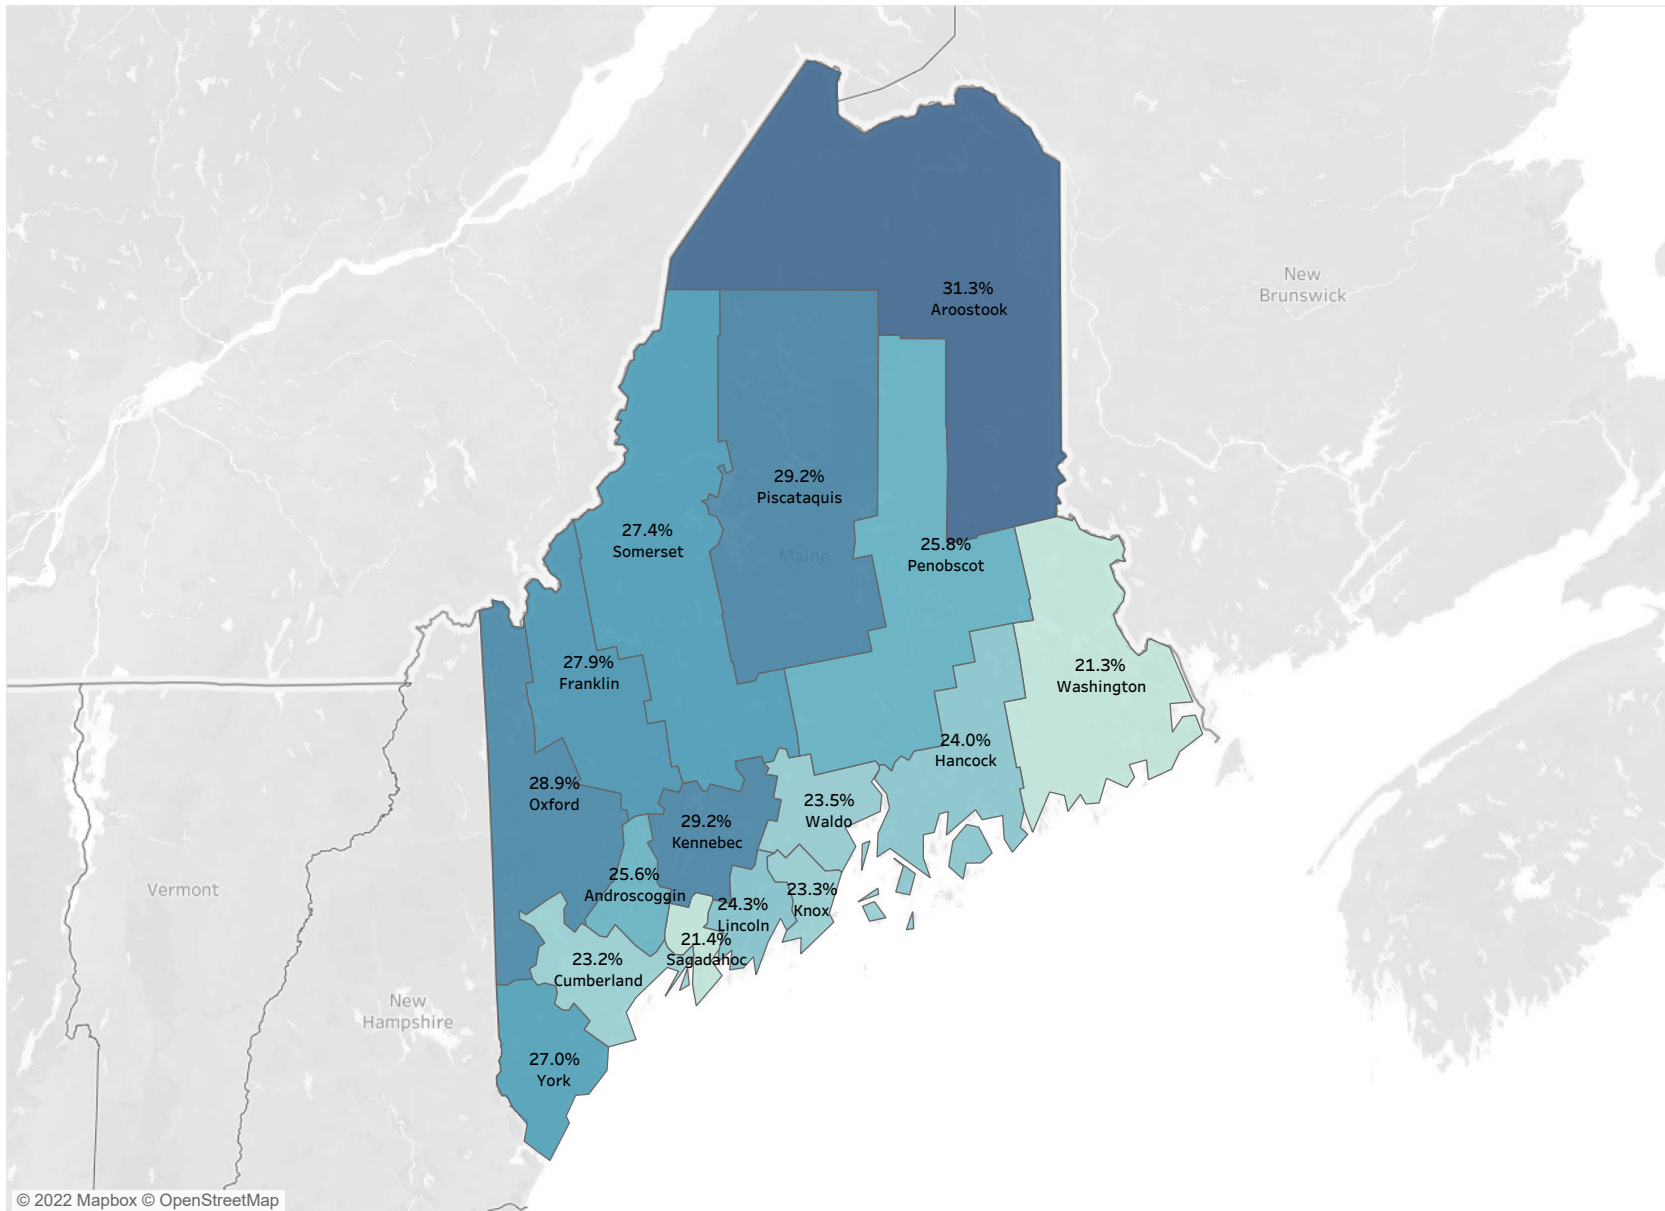 31.3%
Aroostook
New
Brunswick
29.2%
Piscataquis
27.4%
Somerset
Maine
25.8%
Penobscot
27.9%
Franklin
21.3%
Washington
24.0%
Hancock
28.9%
Oxford
29.2%
Kennebec
23.5%
Waldo
25.6%
Androscoggin
23.3%
Knox
24.3%
Lincoln
21.4%
Sagadahoc
23.2%
Cumberland
Vermont
New
Hampshire
27.0%
York
© 2022 Mapbox © OpenStreetMap